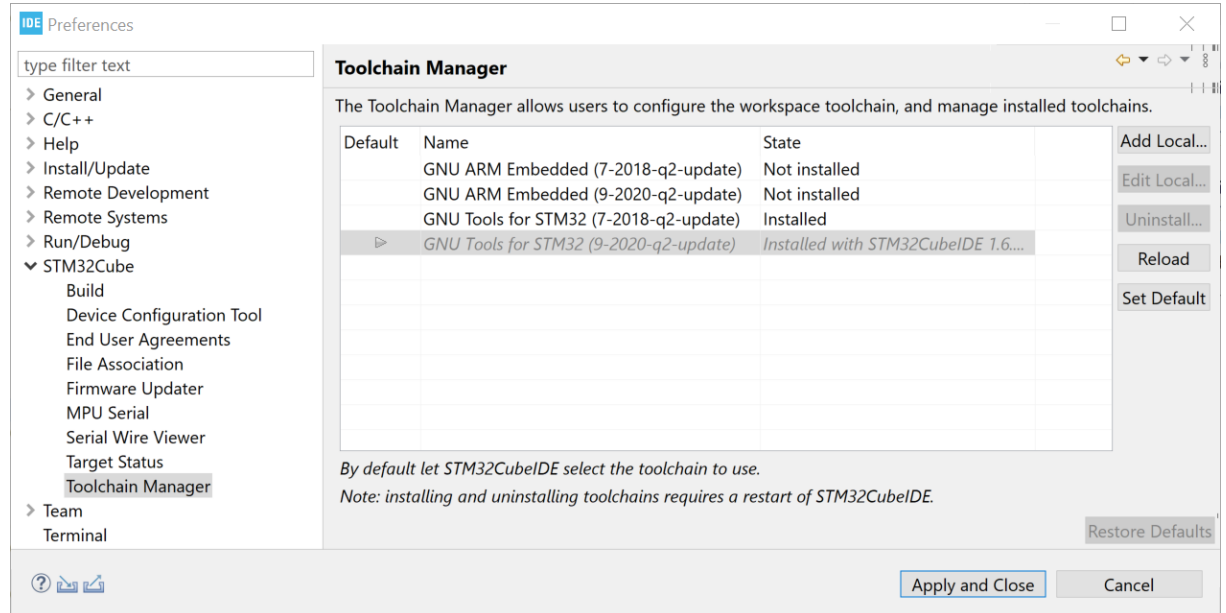 IDE Preferences
type filter text
General
C/C++
Help
Install/Update
Remote Development
Remote Systems
Run/Debug
STM32Cube
Build
Device Configuration Tool
End User Agreements
File Association
Firmware Updater
MPU Serial
Serial Wire Viewer
Target Status
Toolchain Manager
Team
Terminal
Toolchain Manager
The Toolchain Manager allows users to configure the workspace toolchain, and manage installed toolchains.
Default Name State
GNU ARM Embedded (7-2018-q2-update) Not installed
GNU ARM Embedded (9-2020-q2-update) Not installed
GNU Tools for STM32 (7-2018-q2-update) Installed
GNU Tools for STM32 (9-2020-q2-update) Installed with STM32CubeIDE 1.6....
Add Local...
Edit Local...
Uninstall...
Reload
Set Default
By default let STM32CubeIDE select the toolchain to use.
Note: installing and uninstalling toolchains requires a restart of STM32CubeIDE.
Restore Defaults
Apply and Close Cancel